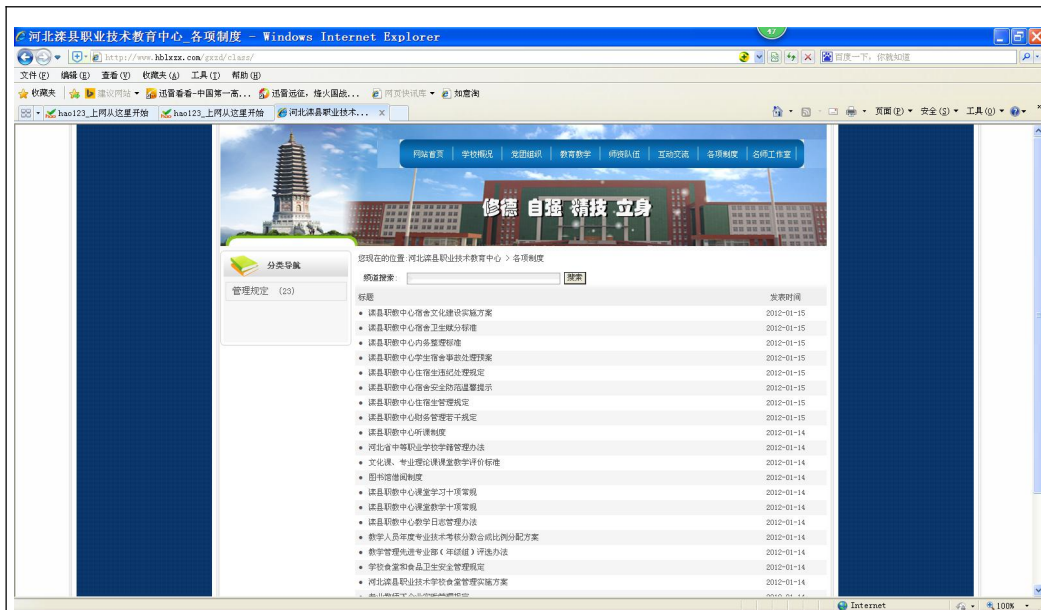 河北滦县职业技术教育中心_各项制度 - Windows Internet Explorer
47
http://www.hblxzx.com/gxzd/class/
百度一下，你就知道
文件(F) 编辑(E) 查看(V) 收藏夹(A) 工具(T) 帮助(H)
收藏夹 建议网站 迅雷看看-中国第一高... 迅雷远征，烽火国战... 网页快讯库 如意淘
hao123_上网从这里开始 hao123_上网从这里开始 河北滦县职业技术... X 页面(P) 安全(S) 工具(O)
网站首页 学校概况 党团组织 教育教学 师资队伍 互动交流 各项制度 名师工作室
修德 自强 精技 立身
分类导航
管理规定 (23)
您现在的位置:河北滦县职业技术教育中心 > 各项制度
频道搜索: 搜索
标题 发表时间
滦县职教中心宿舍文化建设实施方案 2012-01-15
滦县职教中心宿舍卫生赋分标准 2012-01-15
滦县职教中心内务整理标准 2012-01-15
滦县职教中心学生宿舍事故处理预案 2012-01-15
滦县职教中心住宿生违纪处理规定 2012-01-15
滦县职教中心宿舍安全防范温馨提示 2012-01-15
滦县职教中心住宿生管理规定 2012-01-15
滦县职教中心财务管理若干规定 2012-01-15
滦县职教中心听课制度 2012-01-14
河北省中等职业学校学籍管理办法 2012-01-14
文化课、专业理论课课堂教学评价标准 2012-01-14
图书馆借阅制度 2012-01-14
滦县职教中心课堂学习十项常规 2012-01-14
滦县职教中心课堂教学十项常规 2012-01-14
滦县职教中心教学日志管理办法 2012-01-14
教学人员年度专业技术考核分数合成比例分配方案 2012-01-14
教学管理先进专业部（年级组）评选办法 2012-01-14
学校食堂和食品卫生安全管理规定 2012-01-14
河北滦县职业技术学校食堂管理实施方案 2012-01-14
Internet 100%